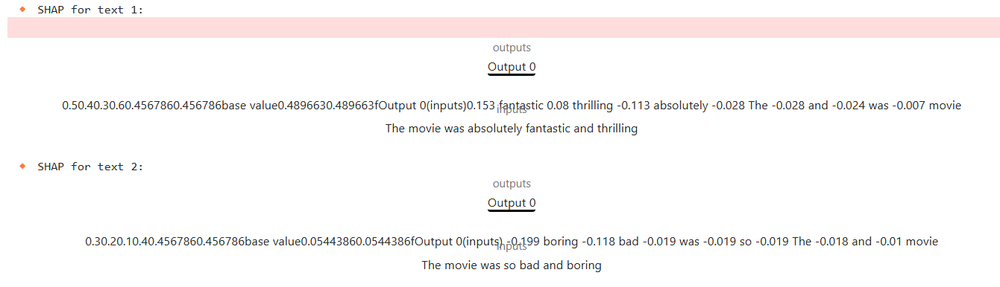 🔸 SHAP for text 1:
outputs
Output 0
0.50.40.30.60.4567860.456786base value0.4896630.489663fOutput 0(inputs)0.153 fantastic 0.08 thrilling -0.113 absolutely -0.028 The -0.028 and -0.024 was -0.007 movie
inputs
The movie was absolutely fantastic and thrilling
🔸 SHAP for text 2:
outputs
Output 0
0.30.20.10.40.4567860.456786base value0.05443860.0544386fOutput 0(inputs) -0.199 boring -0.118 bad -0.019 was -0.019 so -0.019 The -0.018 and -0.01 movie
inputs
The movie was so bad and boring